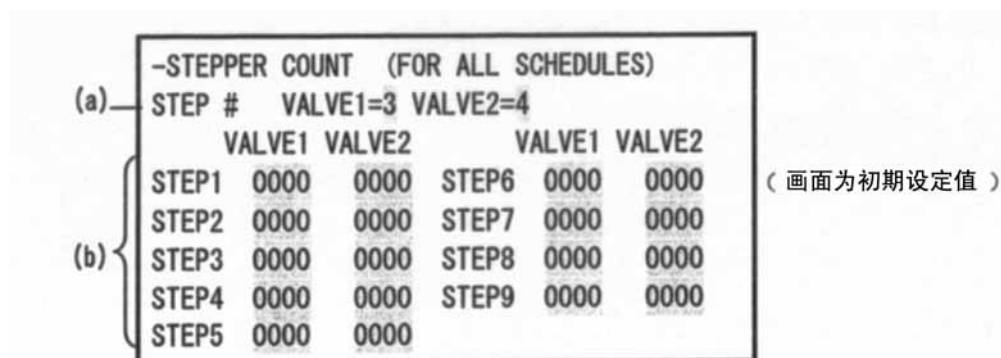 -STEPPER COUNT (FOR ALL SCHEDULES)
(a) STEP # VALVE1=3 VALVE2=4
VALVE1 VALVE2 VALVE1 VALVE2
STEP1 0000 0000 STEP6 0000 0000 ( 画面为初期设定值 )
STEP2 0000 0000 STEP7 0000 0000
(b) STEP3 0000 0000 STEP8 0000 0000
STEP4 0000 0000 STEP9 0000 0000
STEP5 0000 0000